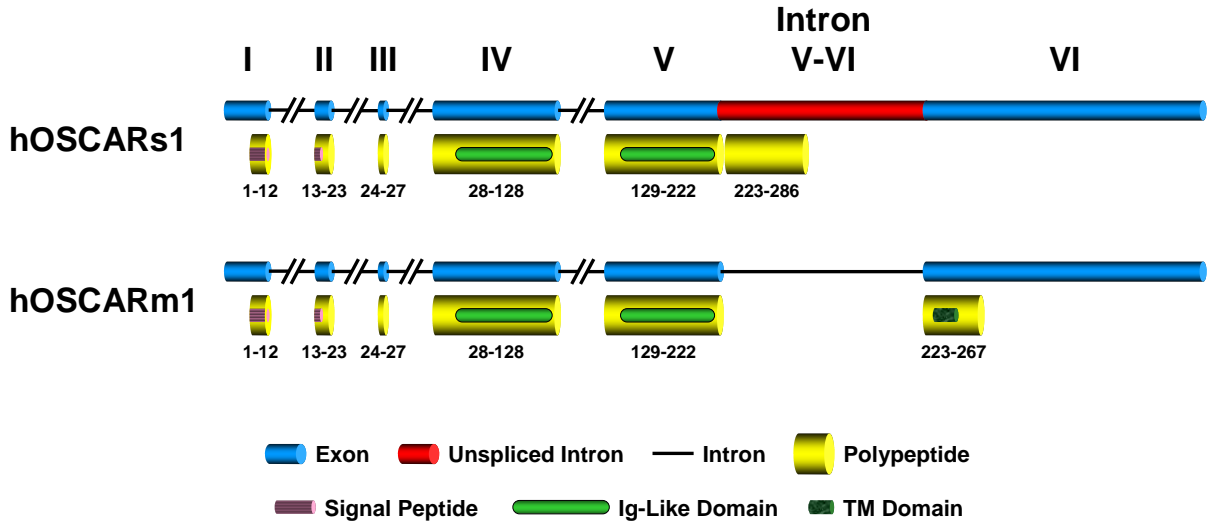 Intron
I II III IV V V-VI VI
hOSCARs1
1-12 13-23 24-27 28-128 129-222 223-286
hOSCARm1
1-12 13-23 24-27 28-128 129-222 223-267
Exon Unspliced Intron Intron Polypeptide
Signal Peptide Ig-Like Domain TM Domain